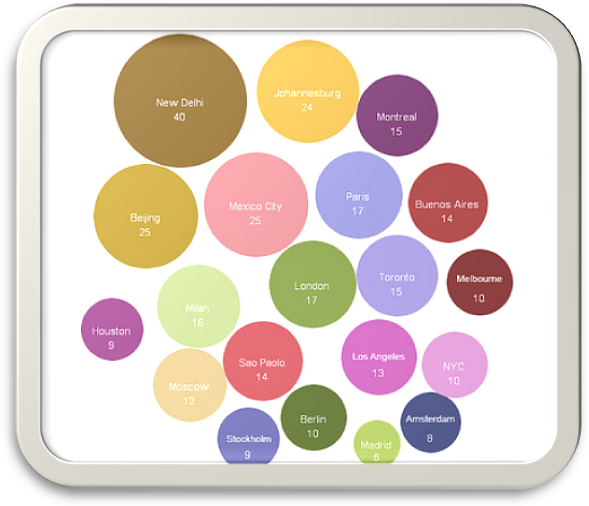 New Delhi
40
Johannesburg
24
Montreal
15
Beijing
25
Mexico City
25
Paris
17
Buenos Aires
14
London
17
Toronto
15
Melbourne
10
Milan
16
Houston
9
Sao Paolo
14
Los Angeles
13
NYC
10
Moscow
12
Berlin
10
Amsterdam
8
Stockholm
9
Madrid
6